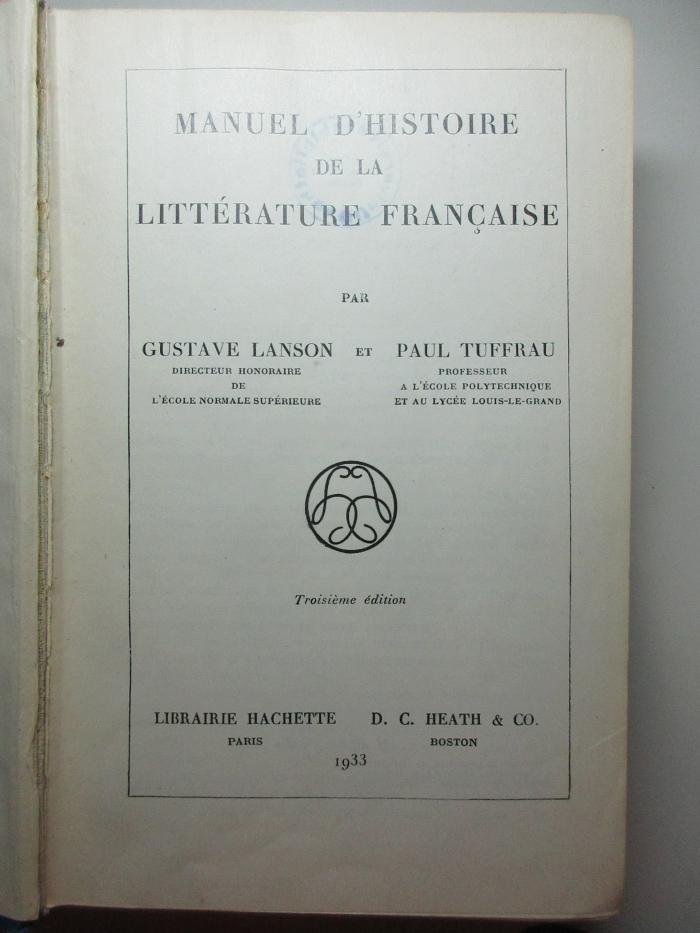 MANUEL D'HISTOIRE
DE LA
LITTÉRATURE FRANÇAISE
PAR
GUSTAVE LANSON ET PAUL TUFFRAU
DIRECTEUR HONORAIRE
DE
L'ÉCOLE NORMALE SUPÉRIEURE
PROFESSEUR
A L'ÉCOLE POLYTECHNIQUE
ET AU LYCÉE LOUIS-LE-GRAND
Troisième édition
LIBRAIRIE HACHETTE
PARIS
D. C. HEATH & CO.
BOSTON
1933